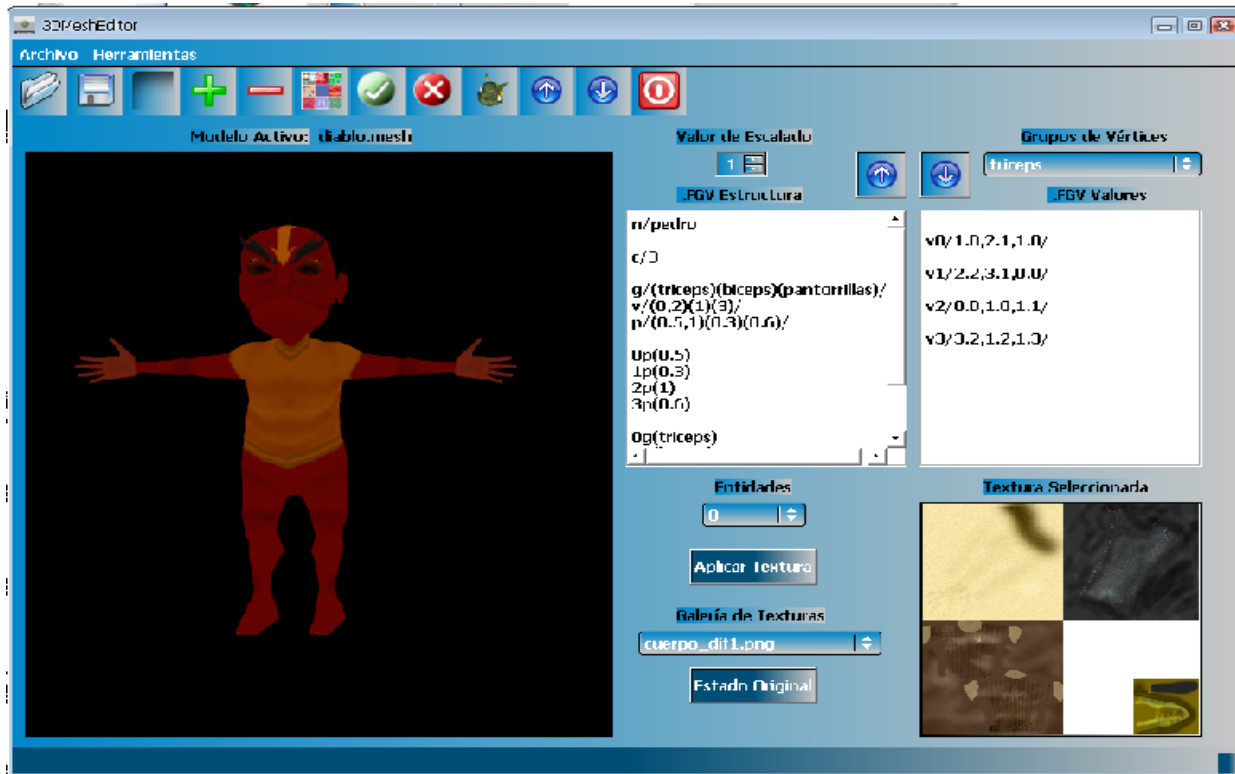 3DMeshEditor
Archivo Herramientas
Modelo Activo: diablo.mesh
Valor de Escalado
1
Grupos de Vértices
triceps
.FGV Estructura
n/pedro
c/0
g/(triceps)(biceps)(pantorrillas)/
v/(0,2)(1)(3)/
p/(0.5,1)(0.3)(0.6)/
0p(0.5)
1p(0.3)
2p(1)
3p(0.6)
0g(triceps)
.FGV Valores
v0/1.0,2.1,1.0/
v1/2.2,3.1,0.0/
v2/0.0,1.0,1.1/
v3/3.2,1.2,1.3/
Entidades
0
Aplicar Textura
Galería de Texturas
cuerpo_dif1.png
Estado Original
Textura Seleccionada